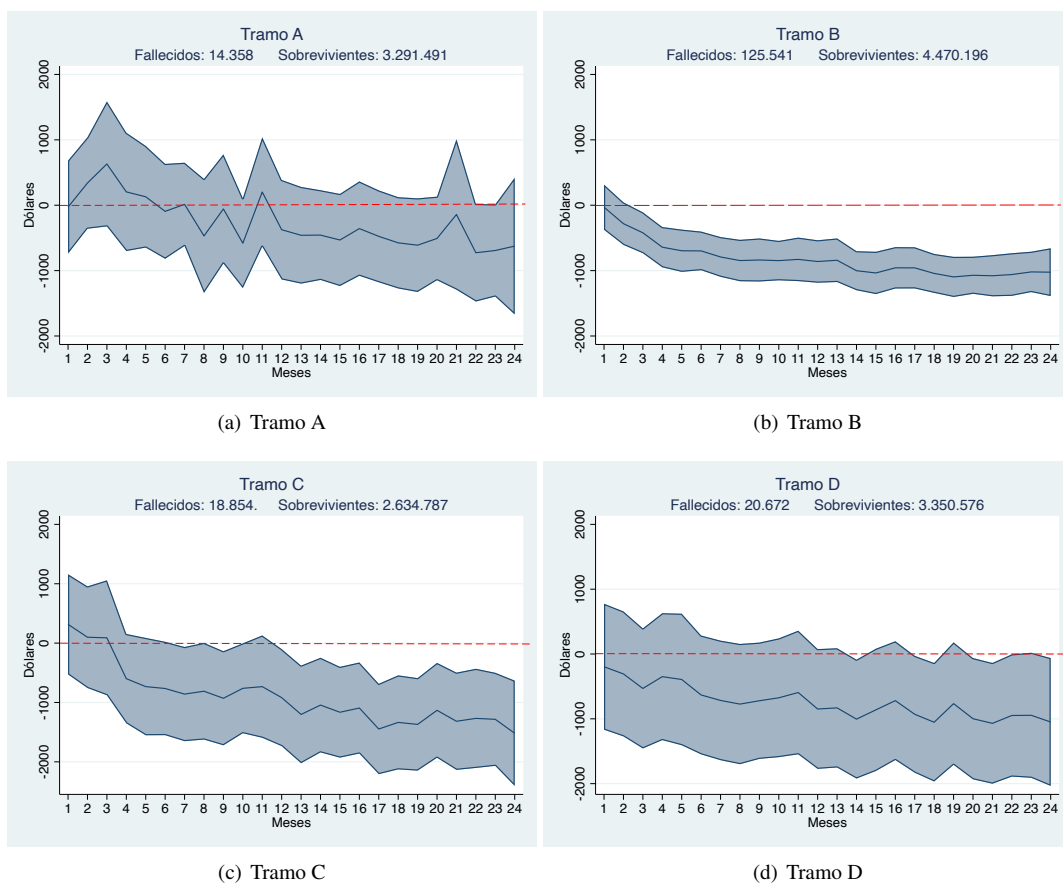 Tramo A
Fallecidos: 14.358 Sobrevivientes: 3.291.491
2000
1000
0
-1000
-2000
Dólares
1 2 3 4 5 6 7 8 9 10 11 12 13 14 15 16 17 18 19 20 21 22 23 24
Meses
(a) Tramo A
Tramo B
Fallecidos: 125.541 Sobrevivientes: 4.470.196
2000
1000
0
-1000
-2000
Dólares
1 2 3 4 5 6 7 8 9 10 11 12 13 14 15 16 17 18 19 20 21 22 23 24
Meses
(b) Tramo B
Tramo C
Fallecidos: 18.854. Sobrevivientes: 2.634.787
2000
1000
0
-1000
-2000
Dólares
1 2 3 4 5 6 7 8 9 10 11 12 13 14 15 16 17 18 19 20 21 22 23 24
Meses
(c) Tramo C
Tramo D
Fallecidos: 20.672 Sobrevivientes: 3.350.576
2000
1000
0
-1000
-2000
Dólares
1 2 3 4 5 6 7 8 9 10 11 12 13 14 15 16 17 18 19 20 21 22 23 24
Meses
(d) Tramo D